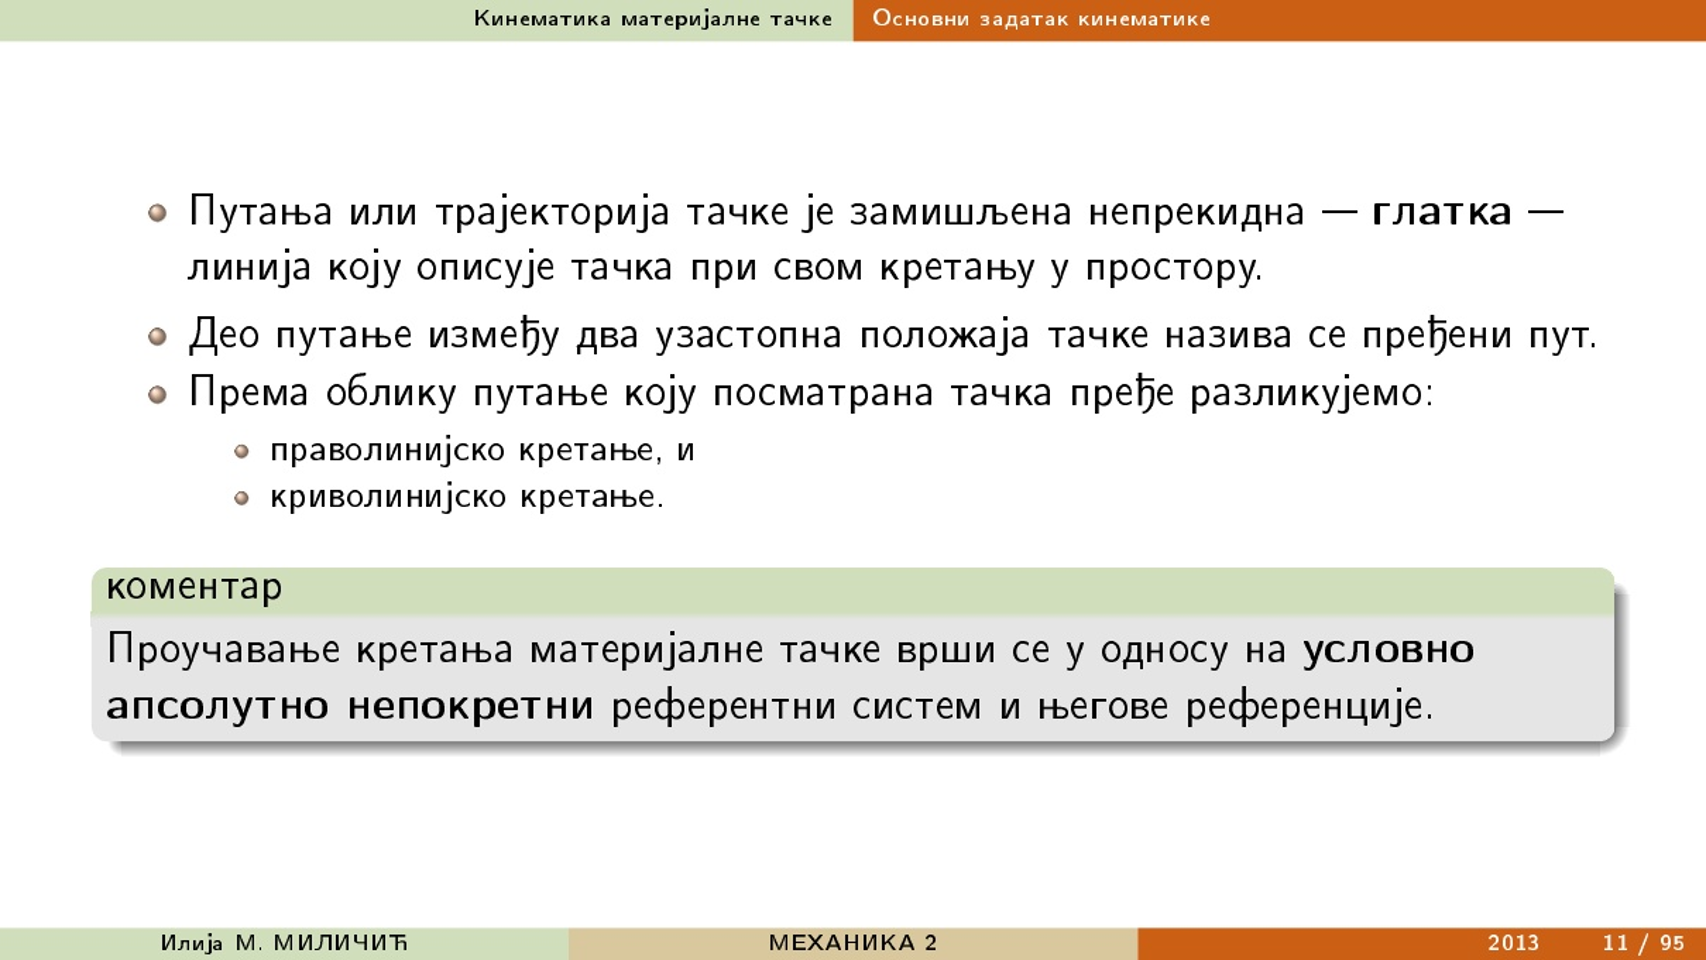 Кинематика материјалне тачке Основни задатак кинематике
Путања или трајекторија тачке је замишљена непрекидна — глатка —
линија коју описује тачка при свом кретању у простору.
Део путање између два узастопна положаја тачке назива се пређени пут.
Према облику путање коју посматрана тачка пређе разликујемо:
праволинијско кретање, и
криволинијско кретање.
коментар
Проучавање кретања материјалне тачке врши се у односу на условно
апсолутно непокретни референтни систем и његове референције.
Илија М. МИЛИЧИЋ МЕХАНИКА 2 2013 11 / 95